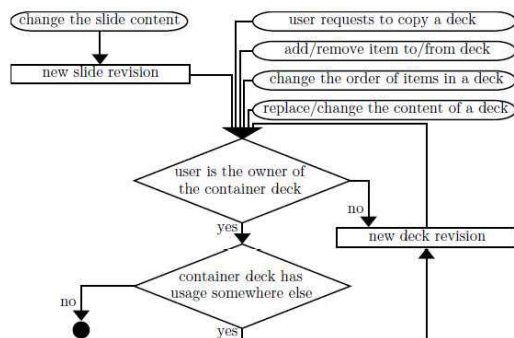 change the slide content
user requests to copy a deck
add/remove item to/from deck
new slide revision
change the order of items in a deck
replace/change the content of a deck
user is the owner of
the container deck
no
yes
new deck revision
container deck has
usage somewhere else
no
yes